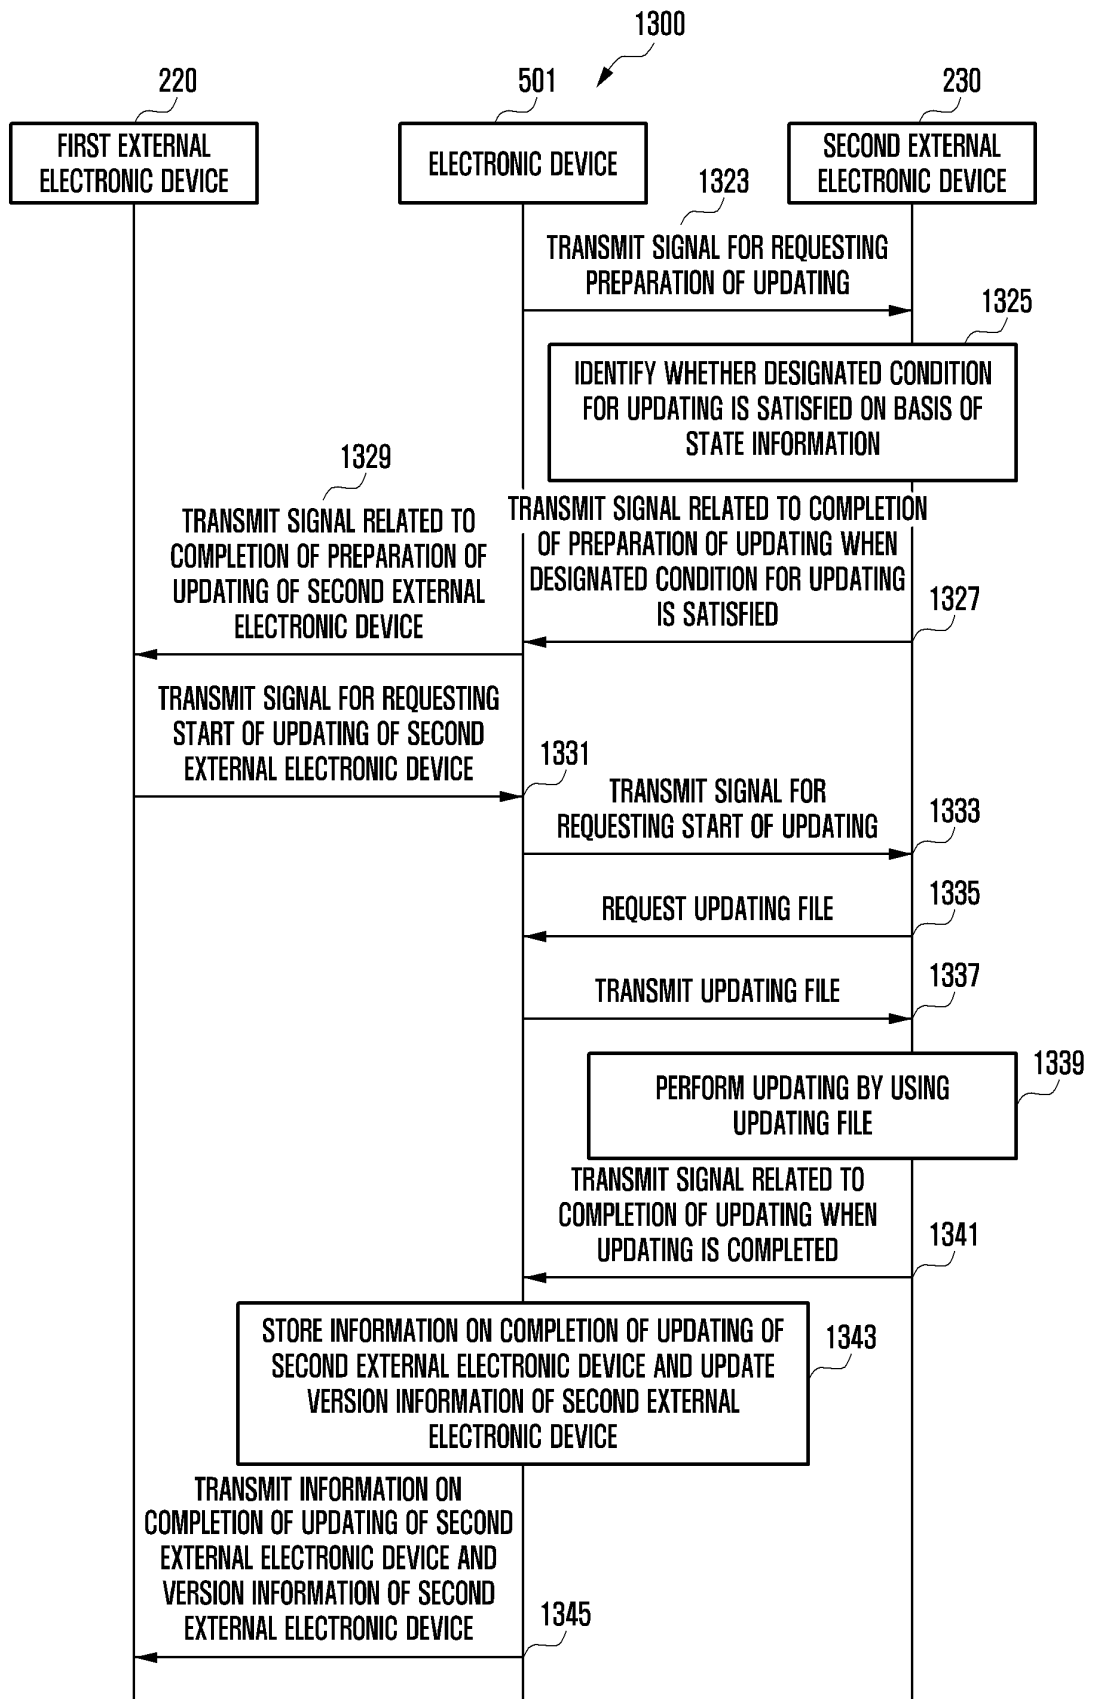 1300
220
501
230
FIRST EXTERNAL
ELECTRONIC DEVICE
ELECTRONIC DEVICE
SECOND EXTERNAL
ELECTRONIC DEVICE
1323
TRANSMIT SIGNAL FOR REQUESTING
PREPARATION OF UPDATING
1325
IDENTIFY WHETHER DESIGNATED CONDITION
FOR UPDATING IS SATISFIED ON BASIS OF
STATE INFORMATION
TRANSMIT SIGNAL RELATED TO COMPLETION
OF PREPARATION OF UPDATING WHEN
DESIGNATED CONDITION FOR UPDATING
IS SATISFIED
1327
1329
TRANSMIT SIGNAL RELATED TO
COMPLETION OF PREPARATION OF
UPDATING OF SECOND EXTERNAL
ELECTRONIC DEVICE
TRANSMIT SIGNAL FOR REQUESTING
START OF UPDATING OF SECOND
EXTERNAL ELECTRONIC DEVICE
1331
TRANSMIT SIGNAL FOR
REQUESTING START OF UPDATING
1333
REQUEST UPDATING FILE
1335
TRANSMIT UPDATING FILE
1337
PERFORM UPDATING BY USING
UPDATING FILE
1339
TRANSMIT SIGNAL RELATED TO
COMPLETION OF UPDATING WHEN
UPDATING IS COMPLETED
1341
STORE INFORMATION ON COMPLETION OF UPDATING OF
SECOND EXTERNAL ELECTRONIC DEVICE AND UPDATE
VERSION INFORMATION OF SECOND EXTERNAL
ELECTRONIC DEVICE
1343
TRANSMIT INFORMATION ON
COMPLETION OF UPDATING OF SECOND
EXTERNAL ELECTRONIC DEVICE AND
VERSION INFORMATION OF SECOND
EXTERNAL ELECTRONIC DEVICE
1345